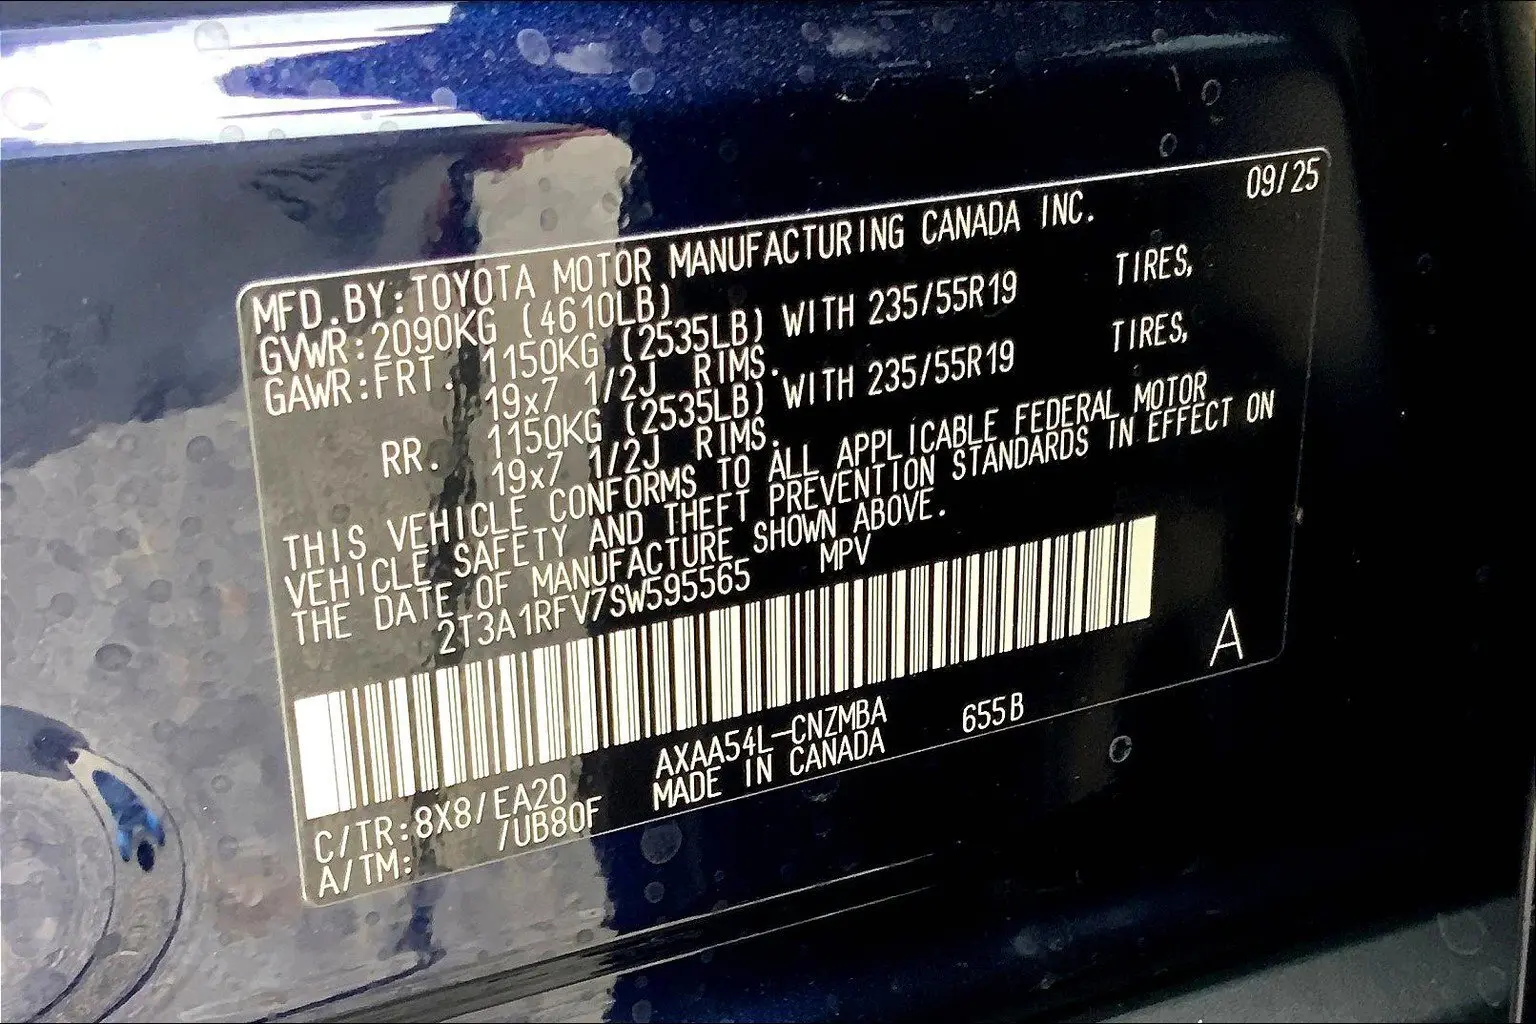 09/25
MFD.BY:TOYOTA MOTOR MANUFACTURING CANADA INC.
GVWR:2090KG (4610LB)
GAWR:FRT. 1150KG (2535LB) WITH 235/55R19 TIRES,
19x7 1/2J RIMS.
RR. 1150KG (2535LB) WITH 235/55R19 TIRES,
19x7 1/2J RIMS.
THIS VEHICLE CONFORMS TO ALL APPLICABLE FEDERAL MOTOR
VEHICLE SAFETY AND THEFT PREVENTION STANDARDS IN EFFECT ON
THE DATE OF MANUFACTURE SHOWN ABOVE.
2T3A1RFV7SW595565 MPV
A
AXAA54L-CNZMBA 655B
MADE IN CANADA
C/TR:8X8/EA20
A/TM: /UB80F